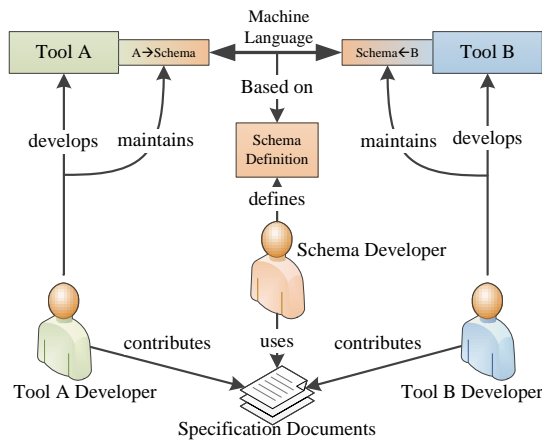 Machine
Language
Tool A
A→Schema
Schema←B
Tool B
Based on
develops
maintains
Schema
Definition
maintains
develops
defines
Schema Developer
contributes
uses
contributes
Tool A Developer
Tool B Developer
Specification Documents